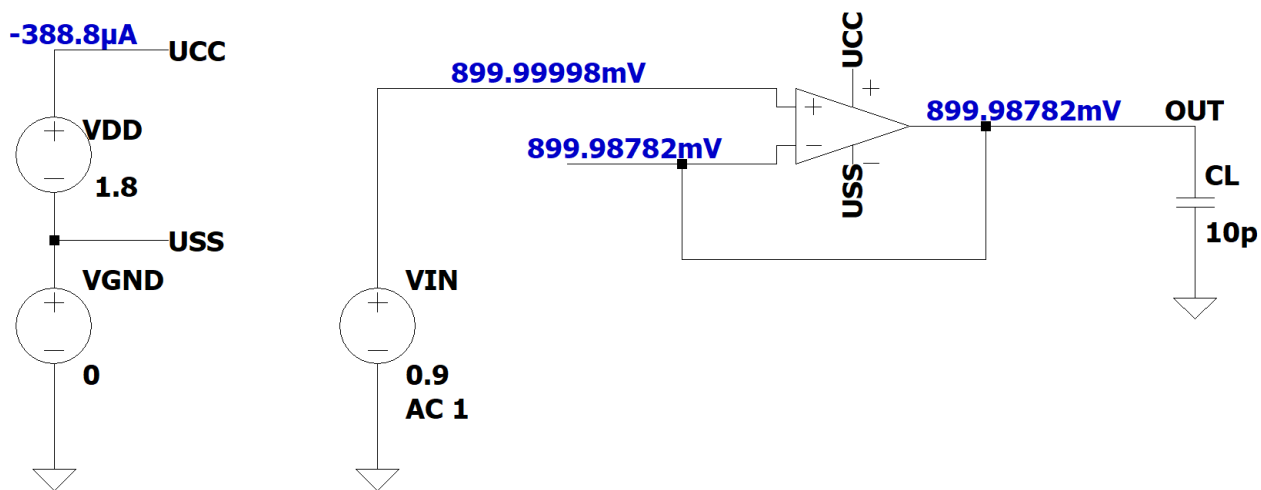 -388.8µA
UCC
VDD
1.8
USS
VGND
0
899.99998mV
899.98782mV
VIN
0.9
AC 1
UCC
+
+
−
−
USS
899.98782mV
OUT
CL
10p